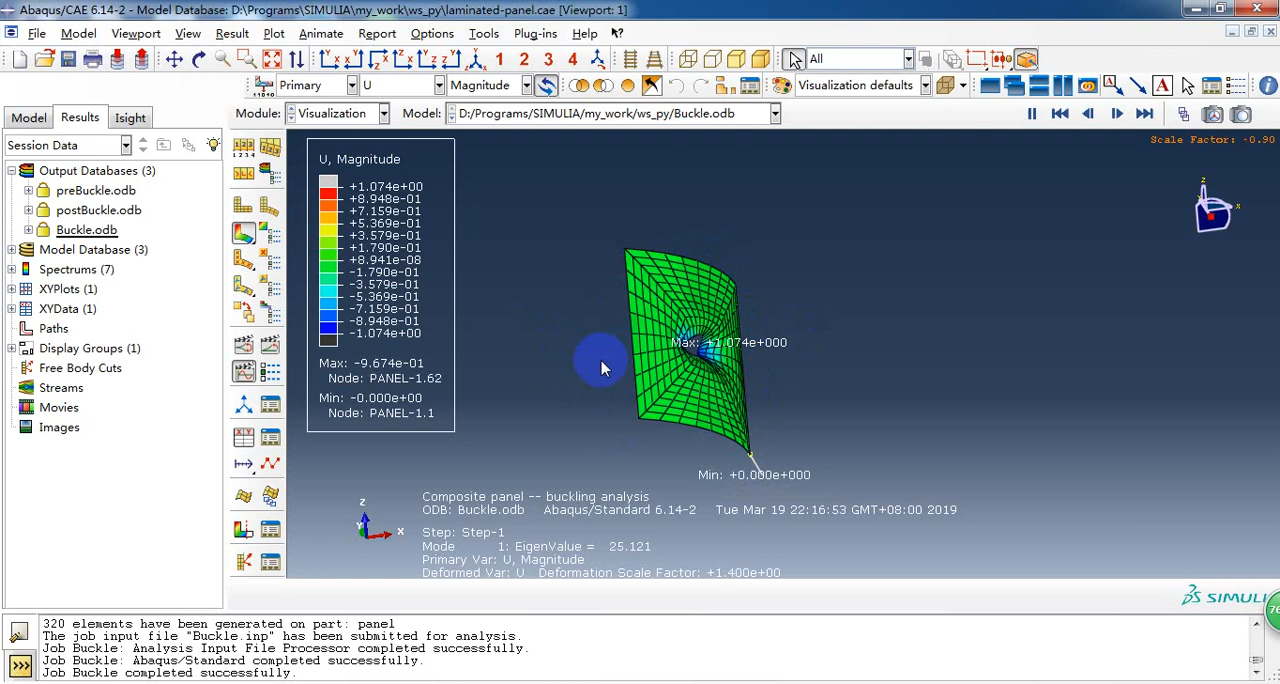 Abaqus/CAE 6.14-2 - Model Database: D:\Programs\SIMULIA\my_work\ws_py\laminated-panel.cae [Viewport: 1]
File Model Viewport View Result Plot Animate Report Options Tools Plug-ins Help
1 2 3 4 All
Primary U Magnitude Visualization defaults
Model Results Isight Module: Visualization Model: D:/Programs/SIMULIA/my_work/ws_py/Buckle.odb
Session Data
Scale Factor: -0.90
Output Databases (3)
preBuckle.odb
postBuckle.odb
Buckle.odb
Model Database (3)
Spectrums (7)
XYPlots (1)
XYData (1)
Paths
Display Groups (1)
Free Body Cuts
Streams
Movies
Images
U, Magnitude
+1.074e+00
+8.948e-01
+7.159e-01
+5.369e-01
+3.579e-01
+1.790e-01
+8.941e-08
-1.790e-01
-3.579e-01
-5.369e-01
-7.159e-01
-8.948e-01
-1.074e+00
Max: -9.674e-01
Node: PANEL-1.62
Min: -0.000e+00
Node: PANEL-1.1
Z
X
Max: +1.074e+000
Min: +0.000e+000
Z
Y
X
Composite panel -- buckling analysis
ODB: Buckle.odb Abaqus/Standard 6.14-2 Tue Mar 19 22:16:53 GMT+08:00 2019
Step: Step-1
Mode 1: EigenValue = 25.121
Primary Var: U, Magnitude
Deformed Var: U Deformation Scale Factor: +1.400e+00
SIMULIA
76
320 elements have been generated on part: panel
The job input file "Buckle.inp" has been submitted for analysis.
Job Buckle: Analysis Input File Processor completed successfully.
Job Buckle: Abaqus/Standard completed successfully.
Job Buckle completed successfully.